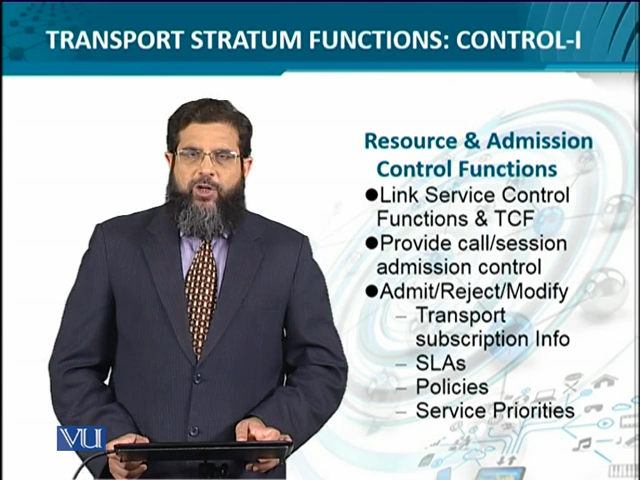 TRANSPORT STRATUM FUNCTIONS: CONTROL-I
Resource & Admission
Control Functions
●Link Service Control
Functions & TCF
●Provide call/session
admission control
●Admit/Reject/Modify
– Transport
subscription Info
– SLAs
– Policies
– Service Priorities
VU